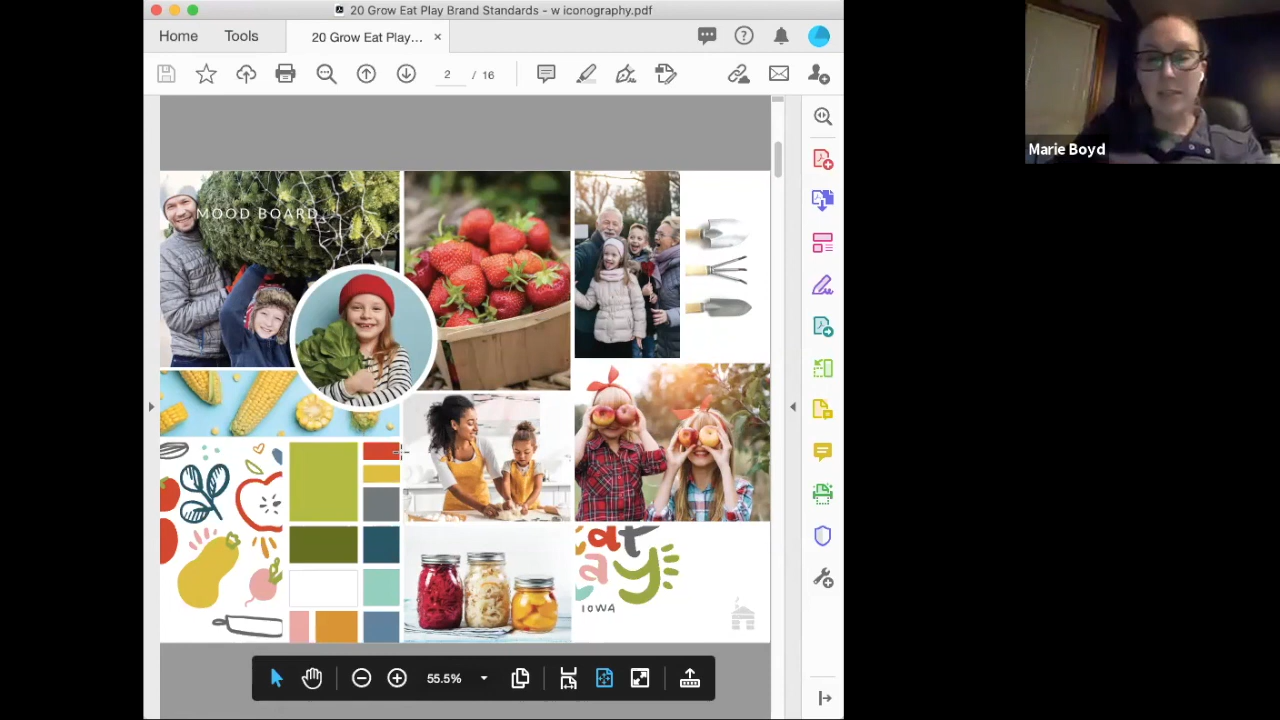 20 Grow Eat Play Brand Standards - w iconography.pdf
Home
Tools
20 Grow Eat Play...
2 / 16
MOOD BOARD
eat
IOWA
55.5%
Marie Boyd